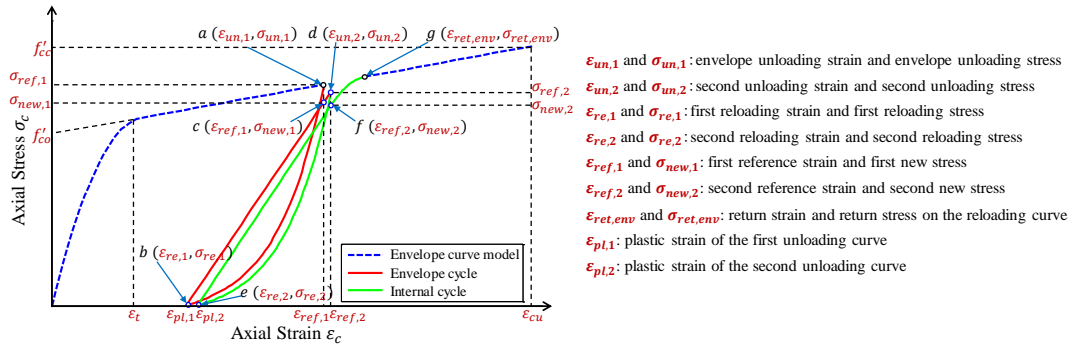 a (εun,1, σun,1)
d (εun,2, σun,2)
g (εret,env, σret,env)
f′cc
σref,1
σnew,1
f′co
σref,2
σnew,2
c (εref,1, σnew,1)
f (εref,2, σnew,2)
b (εre,1, σre,1)
e (εre,2, σre,2)
Axial Stress σc
Envelope curve model
Envelope cycle
Internal cycle
εt
εpl,1
εpl,2
εref,1
εref,2
εcu
Axial Strain εc
εun,1 and σun,1: envelope unloading strain and envelope unloading stress
εun,2 and σun,2: second unloading strain and second unloading stress
εre,1 and σre,1: first reloading strain and first reloading stress
εre,2 and σre,2: second reloading strain and second reloading stress
εref,1 and σnew,1: first reference strain and first new stress
εref,2 and σnew,2: second reference strain and second new stress
εret,env and σret,env: return strain and return stress on the reloading curve
εpl,1: plastic strain of the first unloading curve
εpl,2: plastic strain of the second unloading curve